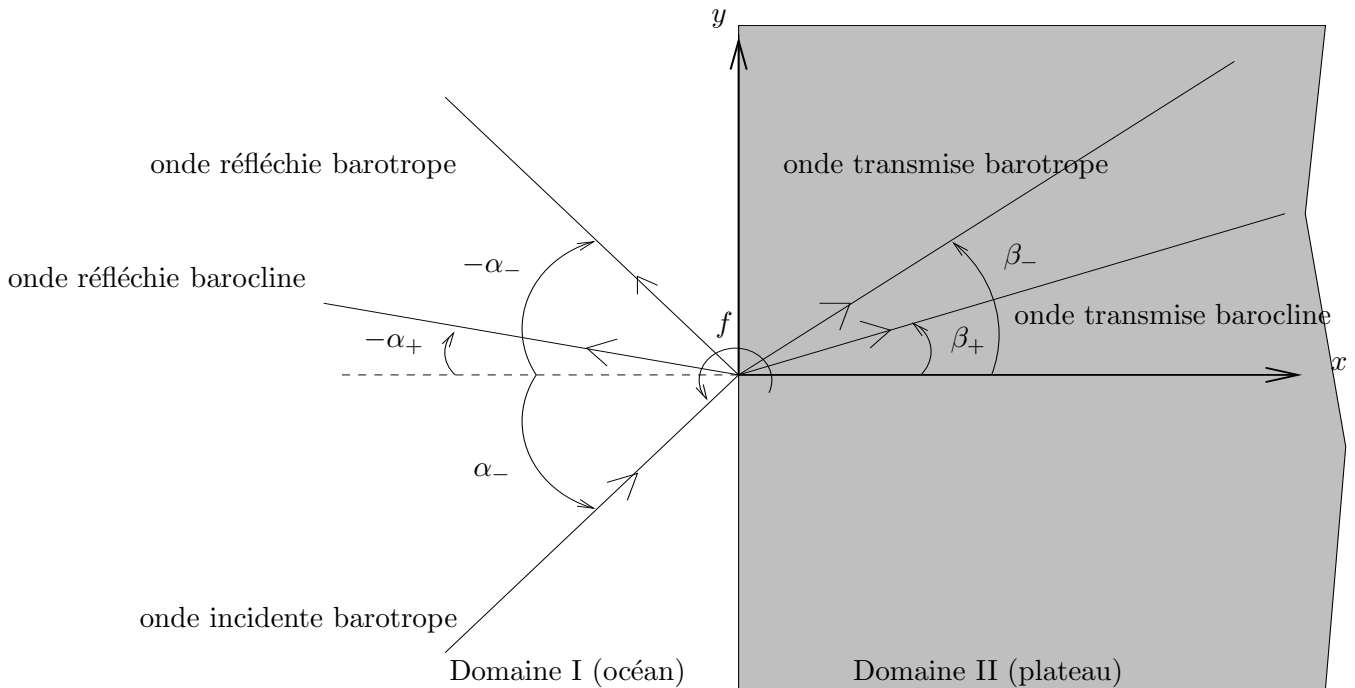 y
onde réfléchie barotrope
onde transmise barotrope
−α₋
β₋
onde réfléchie barocline
f
onde transmise barocline
−α₊
β₊
x
α₋
onde incidente barotrope
Domaine I (océan)
Domaine II (plateau)